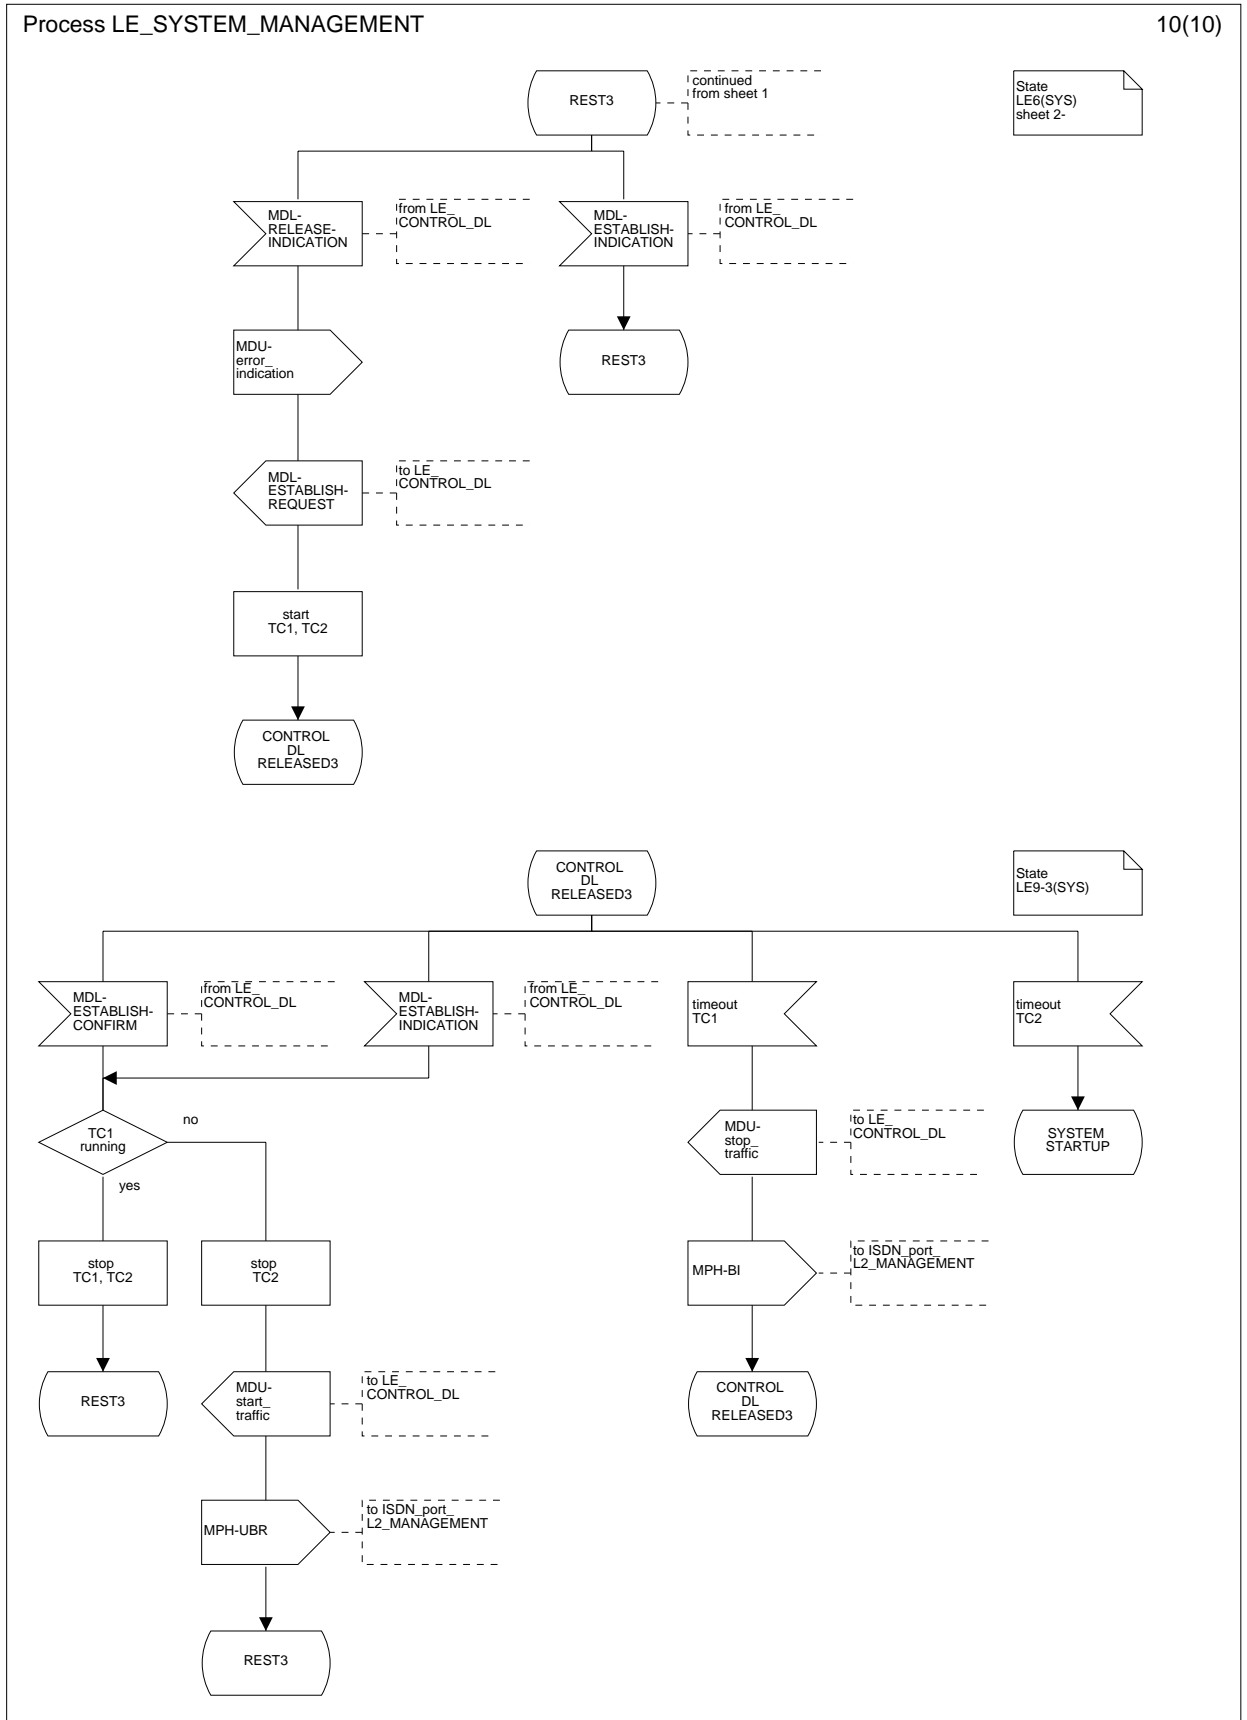 Process LE_SYSTEM_MANAGEMENT
10(10)
REST3
continued
from sheet 1
State
LE6(SYS)
sheet 2-
MDL-
RELEASE-
INDICATION
from LE_
CONTROL_DL
MDL-
ESTABLISH-
INDICATION
from LE_
CONTROL_DL
MDU-
error_
indication
REST3
MDL-
ESTABLISH-
REQUEST
to LE_
CONTROL_DL
start
TC1, TC2
CONTROL
DL
RELEASED3
CONTROL
DL
RELEASED3
State
LE9-3(SYS)
MDL-
ESTABLISH-
CONFIRM
from LE_
CONTROL_DL
MDL-
ESTABLISH-
INDICATION
from LE_
CONTROL_DL
timeout
TC1
timeout
TC2
TC1
running
no
yes
MDU-
stop_
traffic
to LE_
CONTROL_DL
SYSTEM
STARTUP
stop
TC1, TC2
stop
TC2
MPH-BI
to ISDN_port_
L2_MANAGEMENT
REST3
MDU-
start_
traffic
to LE_
CONTROL_DL
CONTROL
DL
RELEASED3
MPH-UBR
to ISDN_port_
L2_MANAGEMENT
REST3